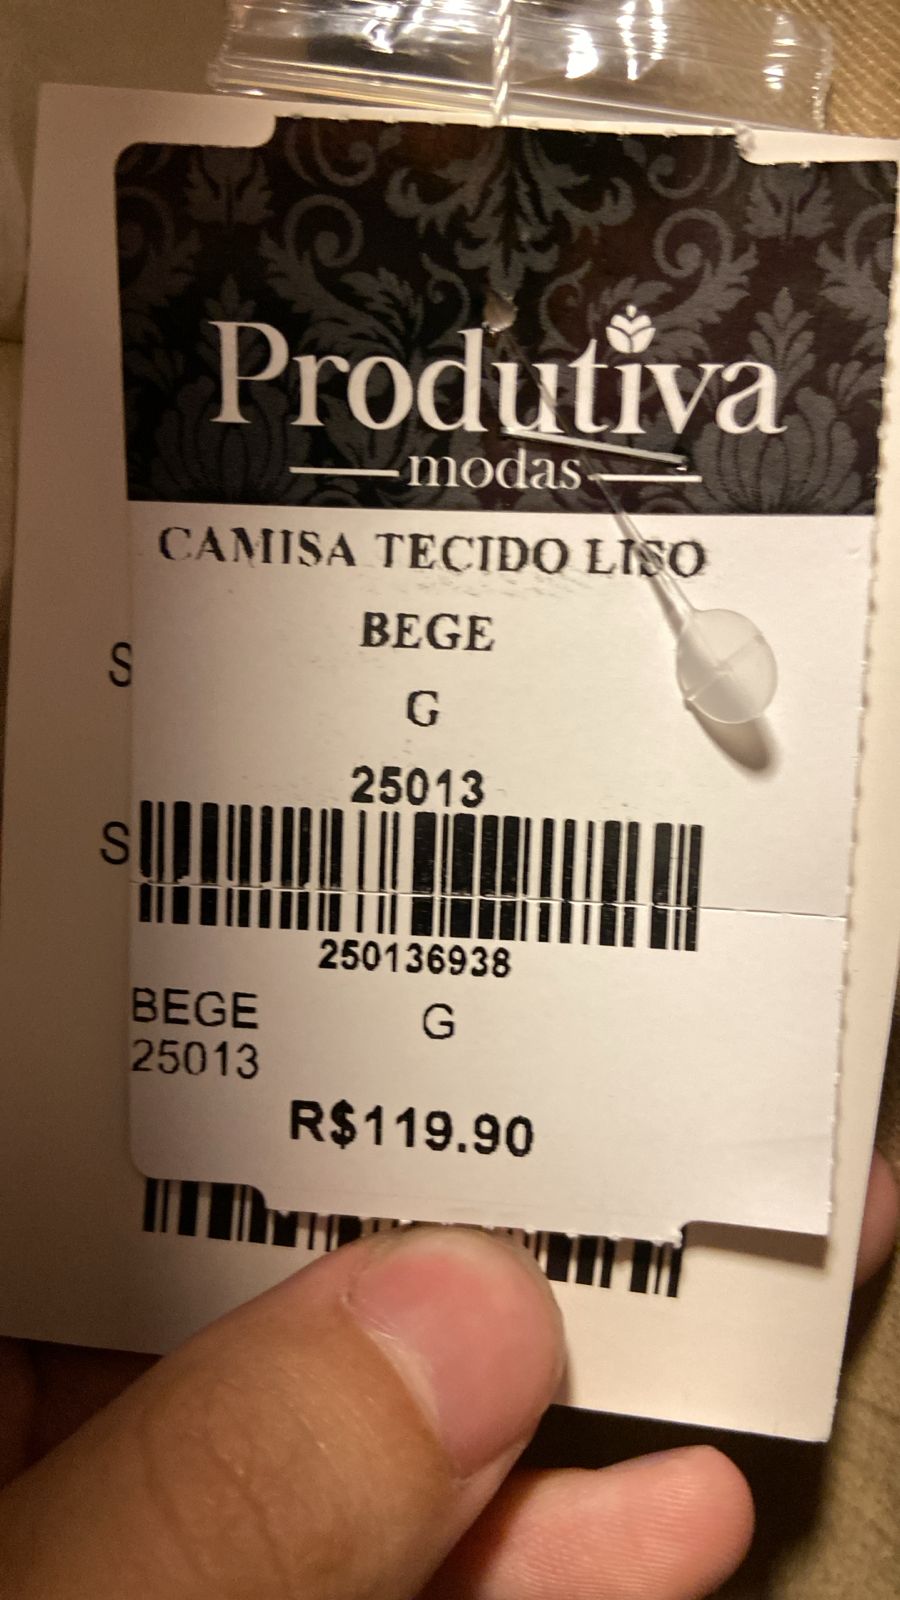 Produtiva
modas
CAMISA TECIDO LISO
BEGE
G
25013
S
S
250136938
BEGE G
25013
R$119.90